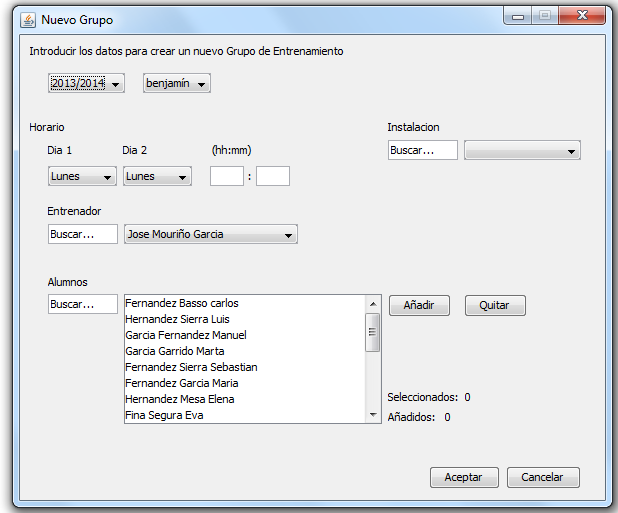 Nuevo Grupo
Introducir los datos para crear un nuevo Grupo de Entrenamiento
2013/2014 benjamín
Horario
Instalacion
Dia 1 Dia 2 (hh:mm)
Buscar...
Lunes Lunes :
Entrenador
Buscar... Jose Mouriño Garcia
Alumnos
Buscar...
Fernandez Basso carlos
Hernandez Sierra Luis
Garcia Fernandez Manuel
Garcia Garrido Marta
Fernandez Sierra Sebastian
Fernandez Garcia Maria
Hernandez Mesa Elena
Fina Segura Eva
Añadir Quitar
Seleccionados: 0
Añadidos: 0
Aceptar Cancelar